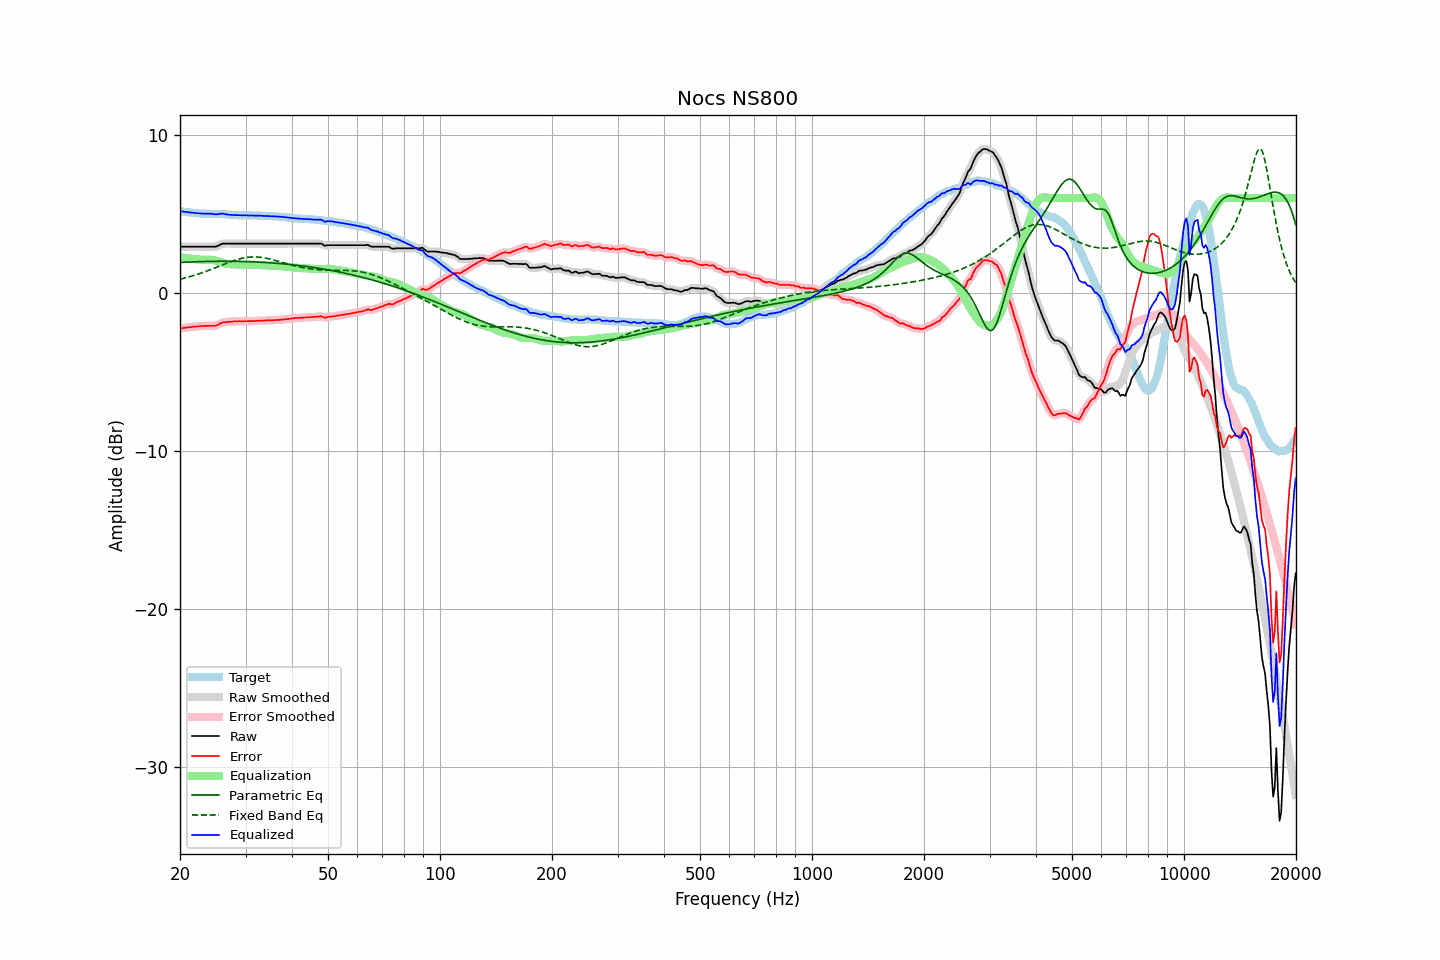 Nocs NS800
10
0
−10
−20
−30
Amplitude (dBr)
Target
Raw Smoothed
Error Smoothed
Raw
Error
Equalization
Parametric Eq
Fixed Band Eq
Equalized
20 50 100 200 500 1000 2000 5000 10000 20000
Frequency (Hz)